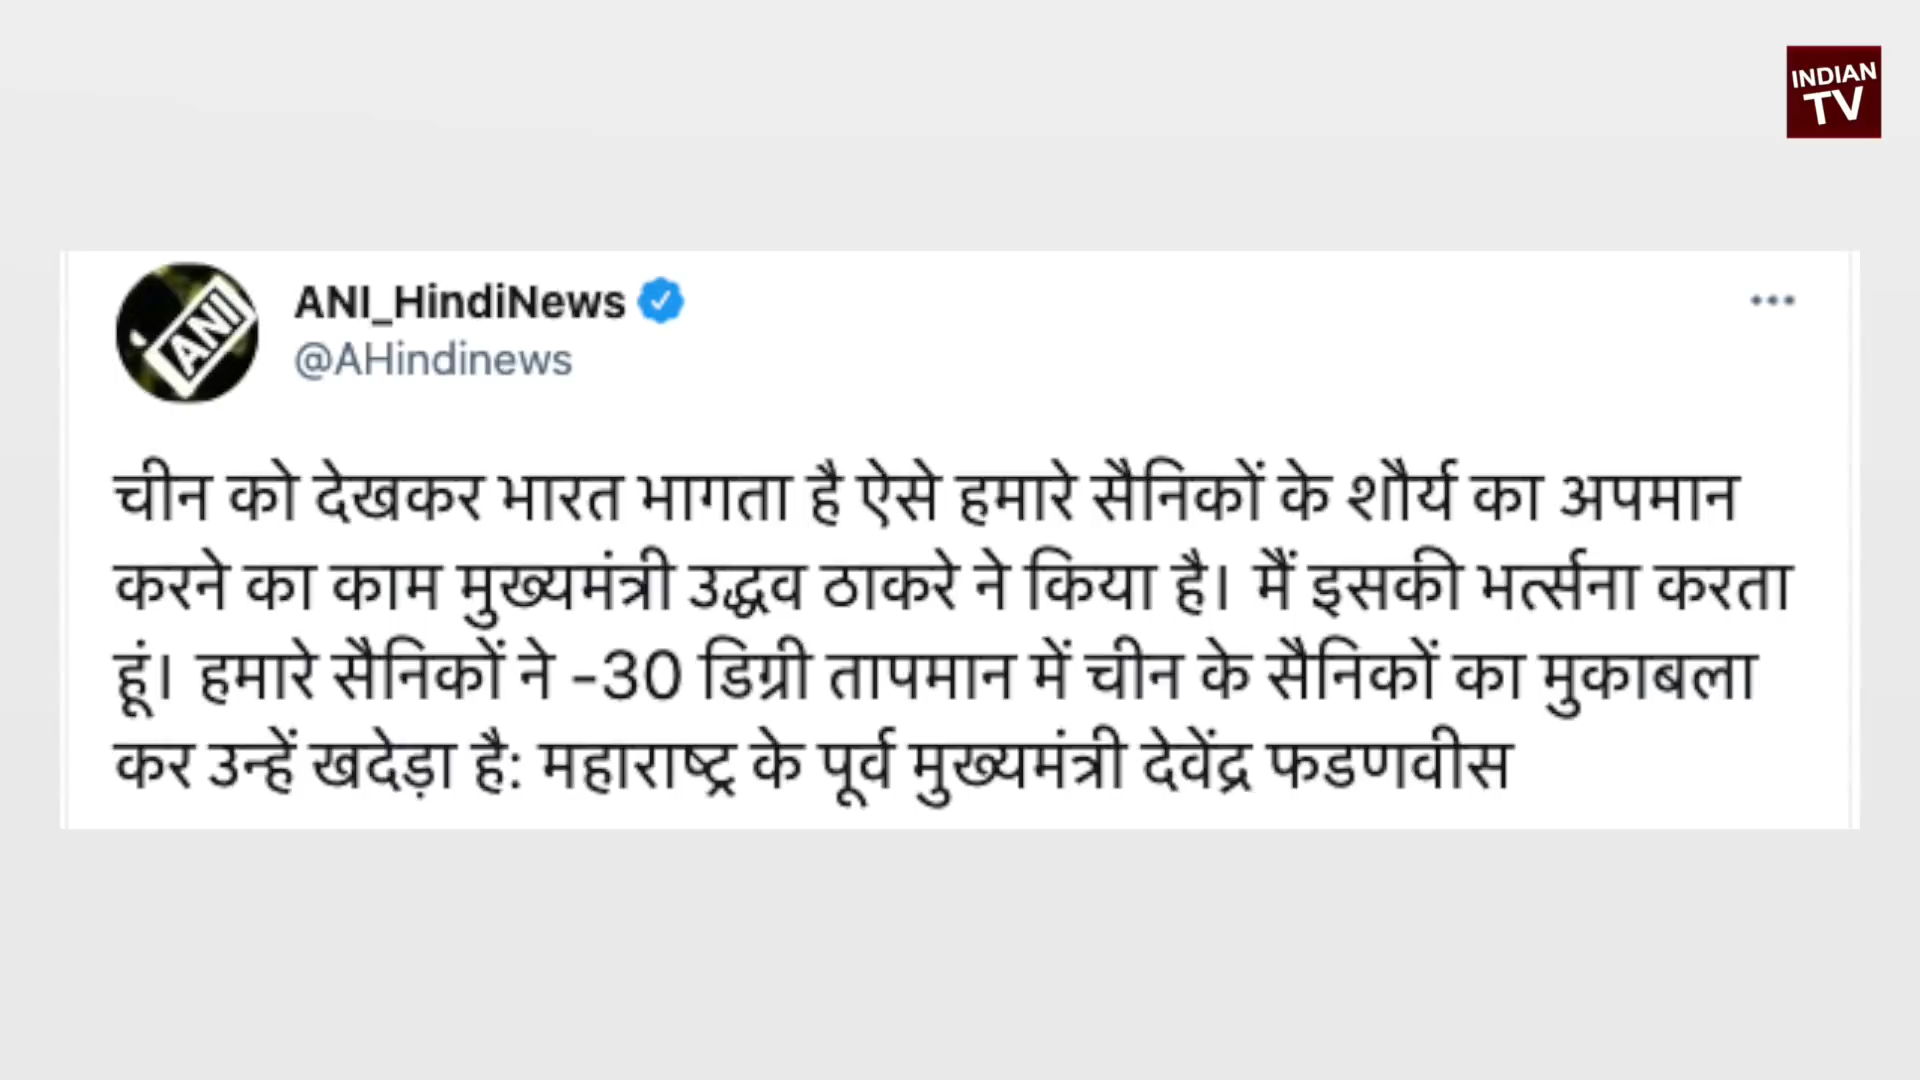 INDIAN
TV
ANI
ANI_HindiNews
@AHindinews
चीन को देखकर भारत भागता है ऐसे हमारे सैनिकों के शौर्य का अपमान
करने का काम मुख्यमंत्री उद्धव ठाकरे ने किया है। मैं इसकी भर्त्सना करता
हूं। हमारे सैनिकों ने -30 डिग्री तापमान में चीन के सैनिकों का मुकाबला
कर उन्हें खदेड़ा है: महाराष्ट्र के पूर्व मुख्यमंत्री देवेंद्र फडणवीस